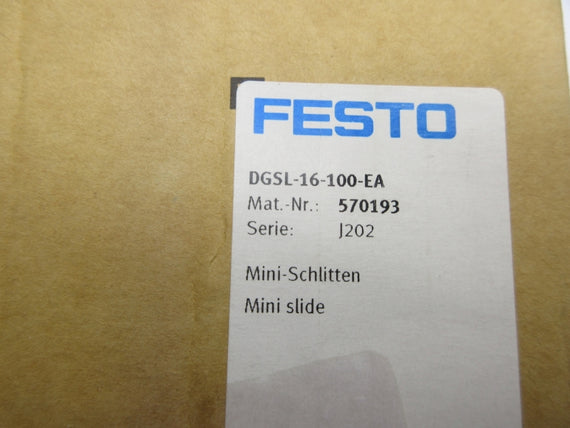 FESTO
DGSL-16-100-EA
Mat.-Nr.: 570193
Serie: J202
Mini-Schlitten
Mini slide